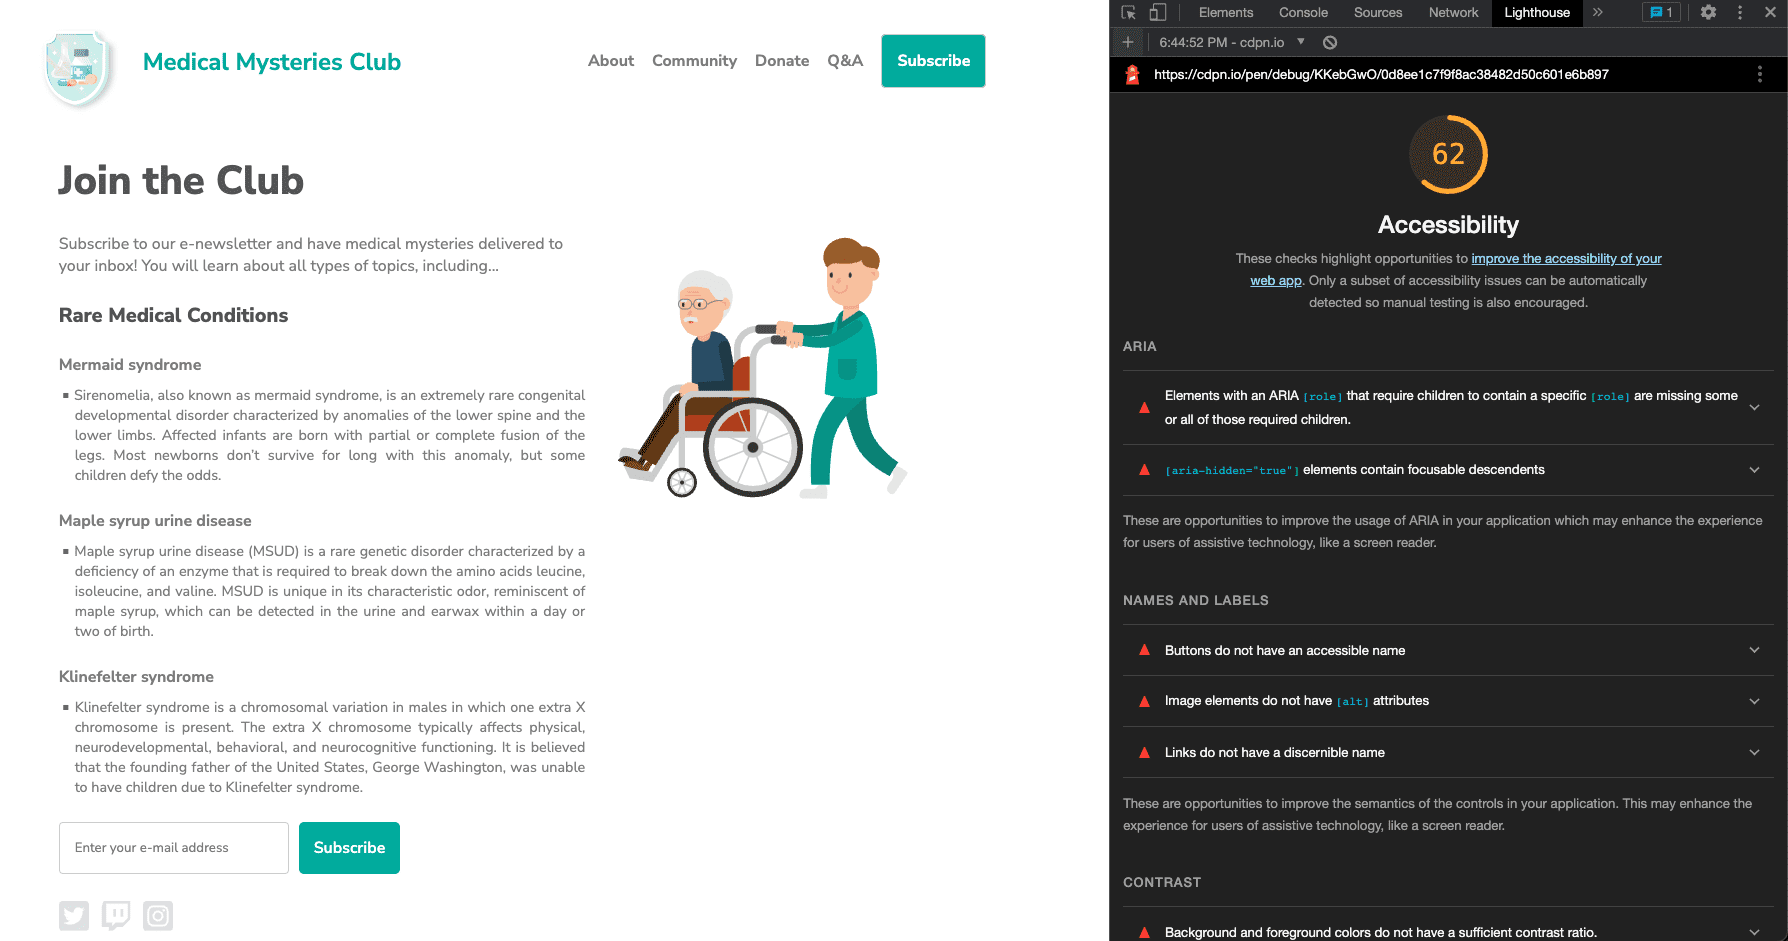 Medical Mysteries Club
About Community Donate Q&A Subscribe
Join the Club
Subscribe to our e-newsletter and have medical mysteries delivered to
your inbox! You will learn about all types of topics, including...
Rare Medical Conditions
Mermaid syndrome
▪ Sirenomelia, also known as mermaid syndrome, is an extremely rare congenital
developmental disorder characterized by anomalies of the lower spine and the
lower limbs. Affected infants are born with partial or complete fusion of the
legs. Most newborns don't survive for long with this anomaly, but some
children defy the odds.
Maple syrup urine disease
▪ Maple syrup urine disease (MSUD) is a rare genetic disorder characterized by a
deficiency of an enzyme that is required to break down the amino acids leucine,
isoleucine, and valine. MSUD is unique in its characteristic odor, reminiscent of
maple syrup, which can be detected in the urine and earwax within a day or
two of birth.
Klinefelter syndrome
▪ Klinefelter syndrome is a chromosomal variation in males in which one extra X
chromosome is present. The extra X chromosome typically affects physical,
neurodevelopmental, behavioral, and neurocognitive functioning. It is believed
that the founding father of the United States, George Washington, was unable
to have children due to Klinefelter syndrome.
Enter your e-mail address
Subscribe
Elements Console Sources Network Lighthouse » 1
6:44:52 PM - cdpn.io
https://cdpn.io/pen/debug/KKebGwO/0d8ee1c7f9f8ac38482d50c601e6b897
62
Accessibility
These checks highlight opportunities to improve the accessibility of your
web app. Only a subset of accessibility issues can be automatically
detected so manual testing is also encouraged.
ARIA
Elements with an ARIA [role] that require children to contain a specific [role] are missing some
or all of those required children.
[aria-hidden="true"] elements contain focusable descendents
These are opportunities to improve the usage of ARIA in your application which may enhance the experience
for users of assistive technology, like a screen reader.
NAMES AND LABELS
Buttons do not have an accessible name
Image elements do not have [alt] attributes
Links do not have a discernible name
These are opportunities to improve the semantics of the controls in your application. This may enhance the
experience for users of assistive technology, like a screen reader.
CONTRAST
Background and foreground colors do not have a sufficient contrast ratio.